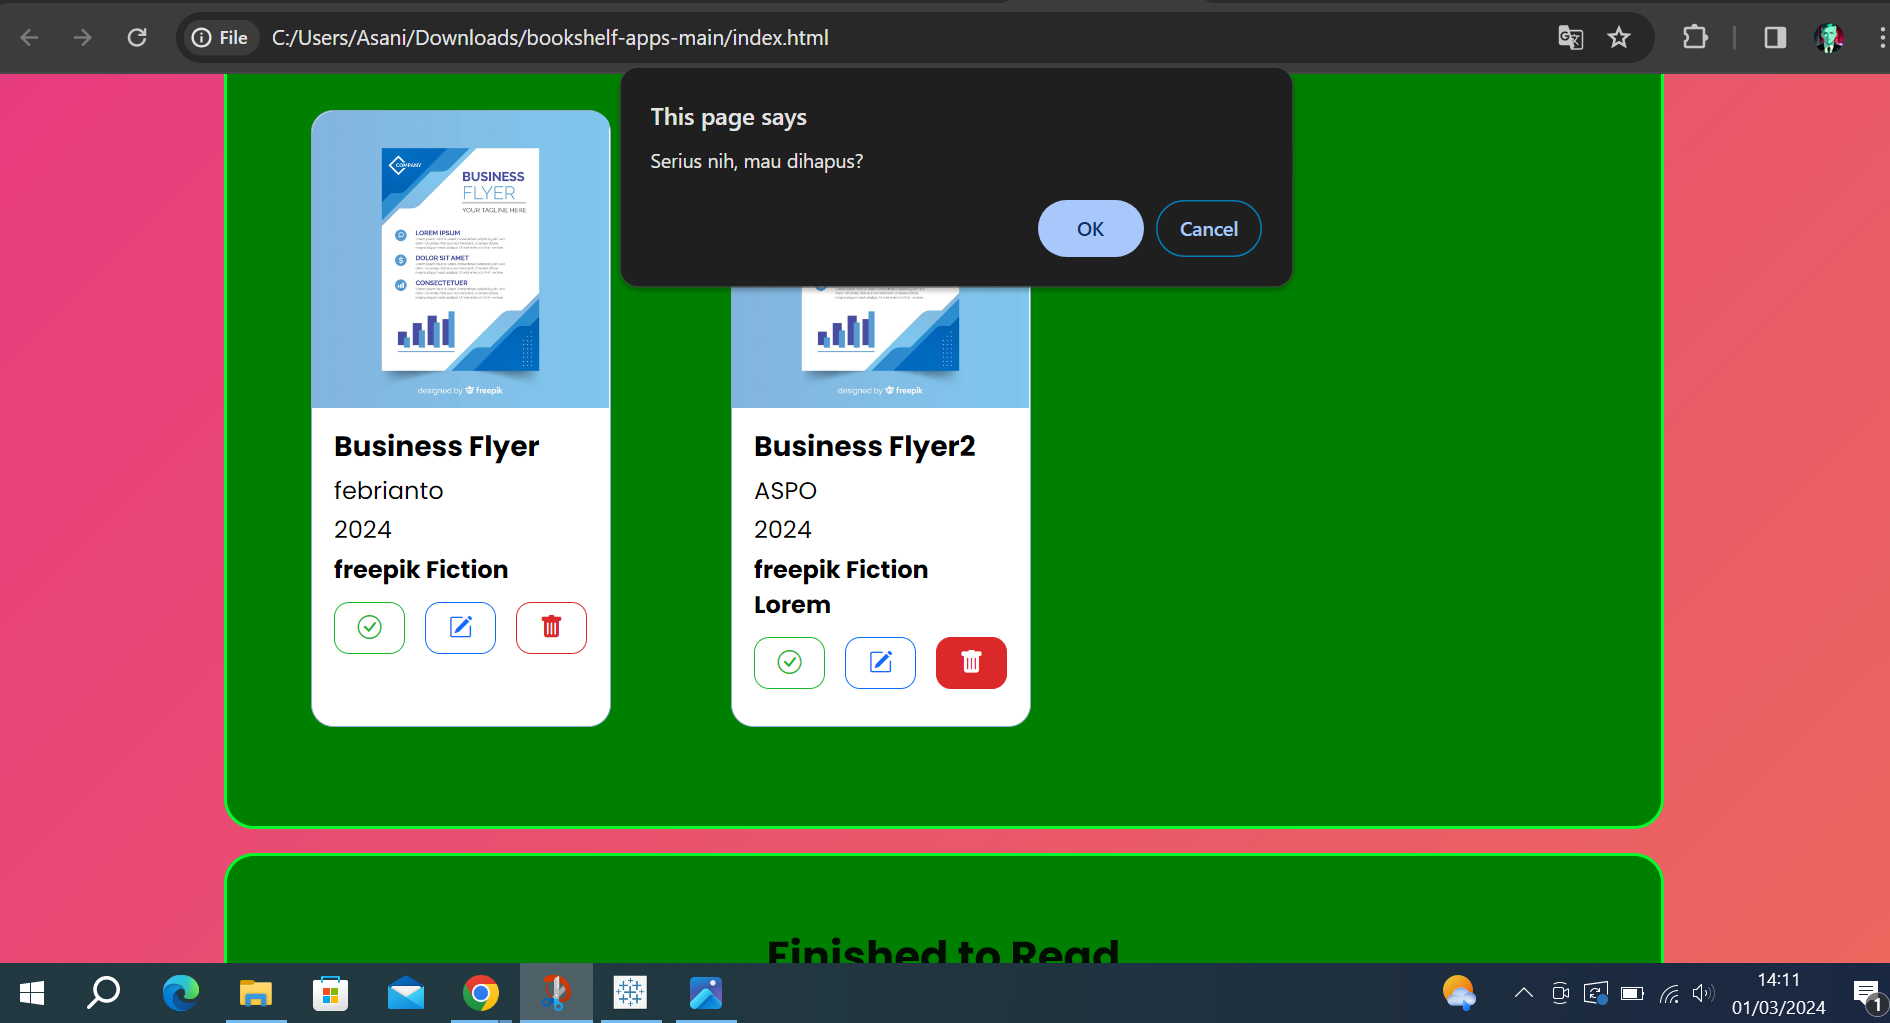 File C:/Users/Asani/Downloads/bookshelf-apps-main/index.html
This page says
Serius nih, mau dihapus?
OK Cancel
COMPANY
BUSINESS
FLYER
YOUR TAGLINE HERE
LOREM IPSUM
DOLOR SIT AMET
CONSECTETUER
designed by freepik
designed by freepik
Business Flyer
febrianto
2024
freepik Fiction
Business Flyer2
ASPO
2024
freepik Fiction
Lorem
Finished to Read
14:11
01/03/2024
1